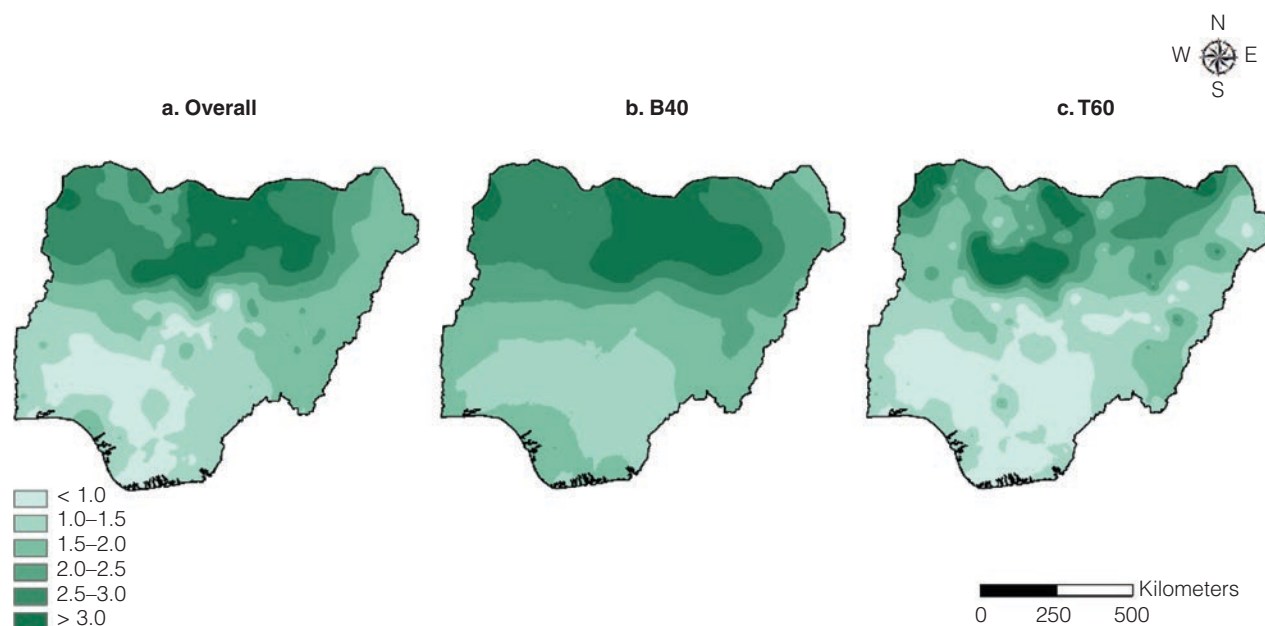 N
W E
S
a. Overall
b. B40
c. T60
< 1.0
1.0–1.5
1.5–2.0
2.0–2.5
2.5–3.0
> 3.0
Kilometers
0 250 500